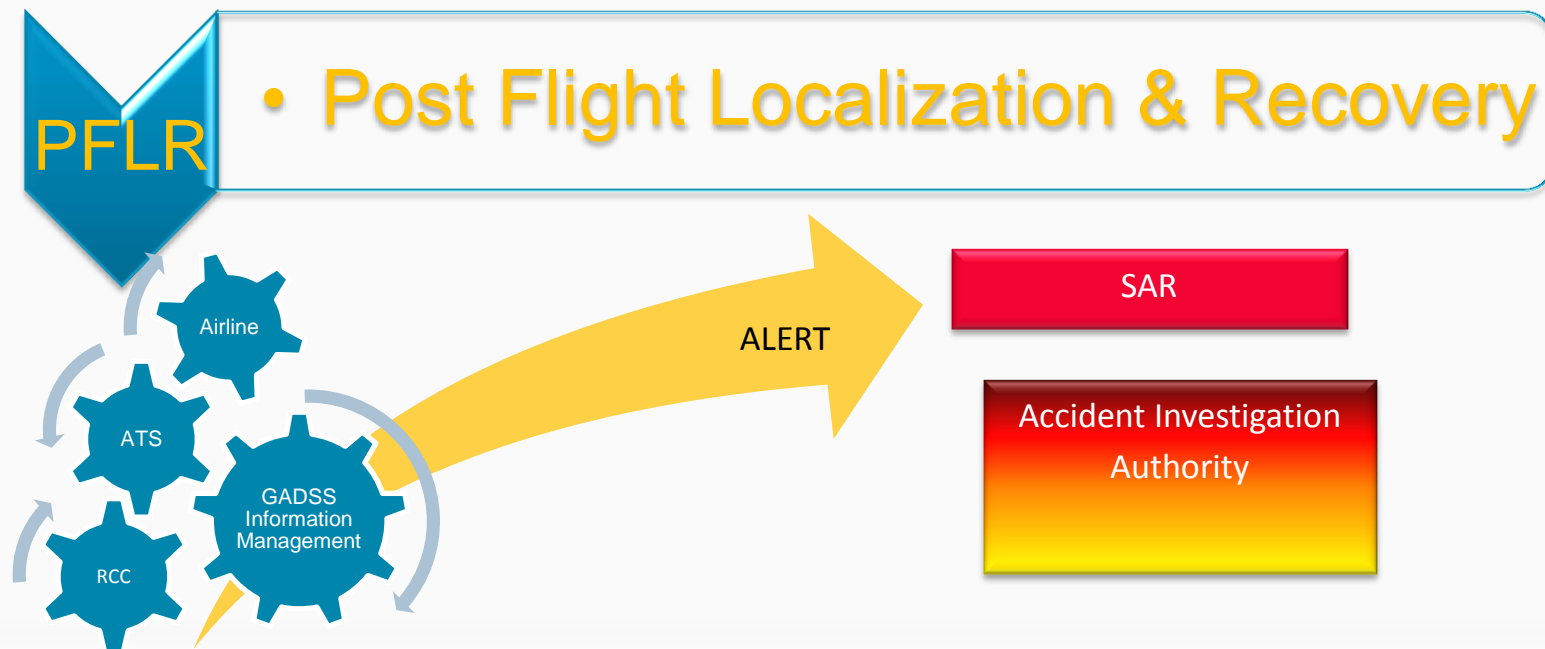 PFLR
• Post Flight Localization & Recovery
Airline
ATS
RCC
GADSS
Information
Management
ALERT
SAR
Accident Investigation
Authority